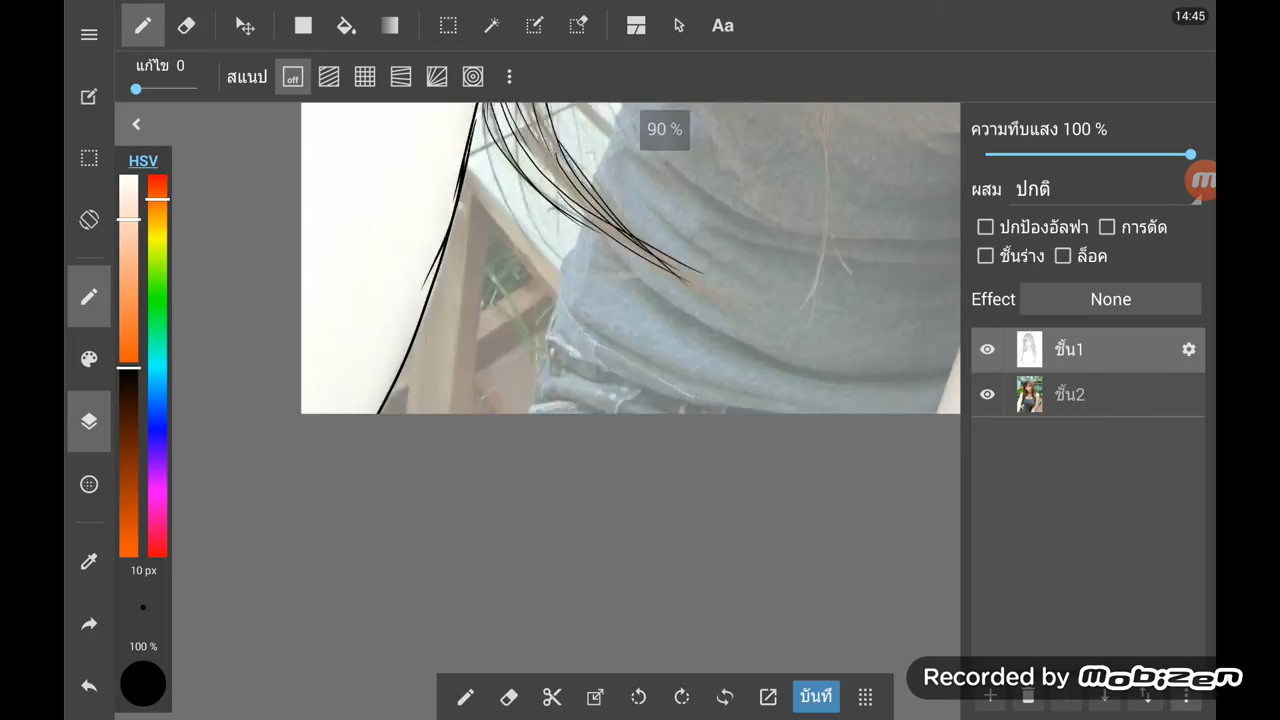 Aa
14:45
แก้ไข 0
สแนป
off
90 %
HSV
ความทึบแสง 100 %
ผสม ปกติ
ปกป้องอัลฟา การตัด
ชั้นร่าง ล็อค
Effect None
ชั้น1
ชั้น2
10 px
100 %
บันทึ
Recorded by mobizen